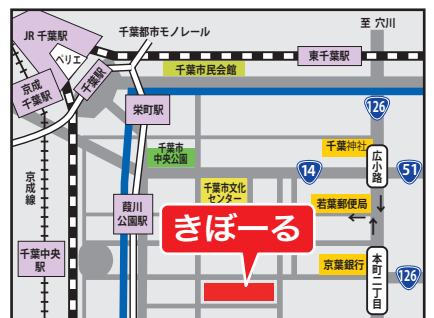 至 穴川
JR 千葉駅
千葉都市モノレール
ペリエ
千葉駅
東千葉駅
千葉市民会館
京成
千葉駅
栄町駅
126
千葉神社
千葉市
中央公園
広小路
14
51
京成線
千葉市文化
センター
葭川
公園駅
若葉郵便局
↓
←
↑
きぼーる
千葉中央
駅
京葉銀行
本町二丁目
126